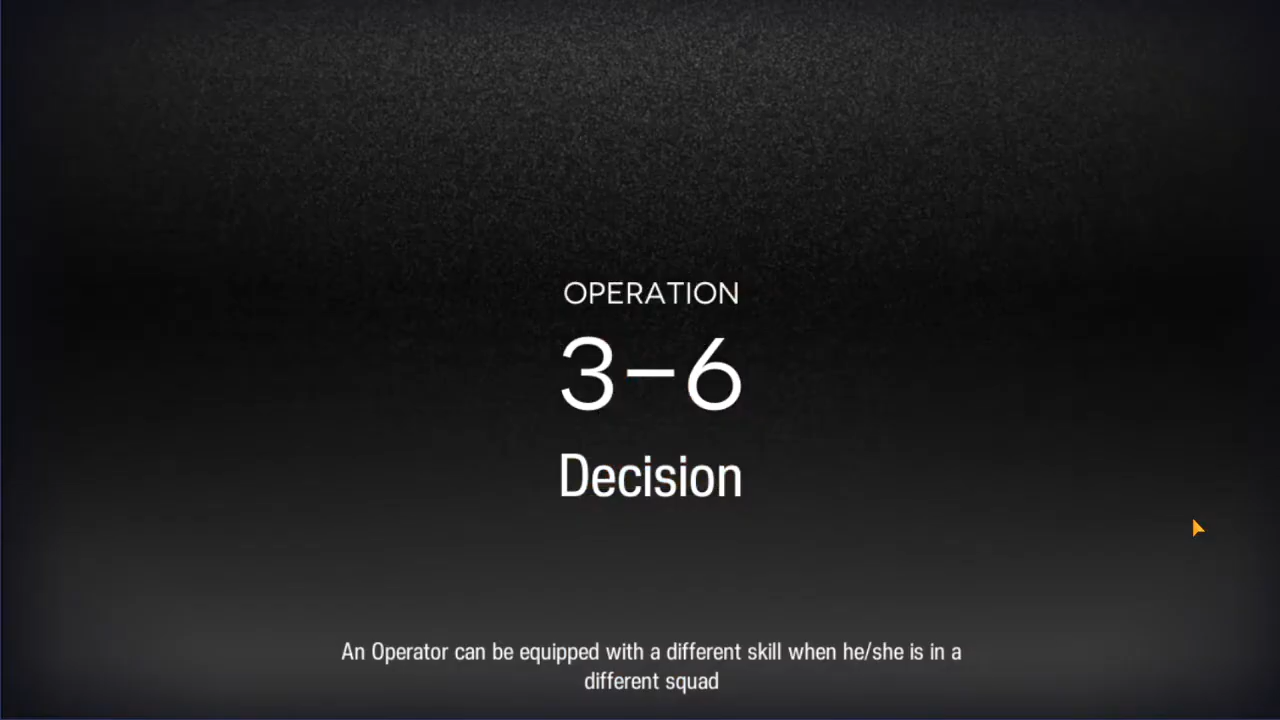 OPERATION
3-6
Decision
An Operator can be equipped with a different skill when he/she is in a
different squad